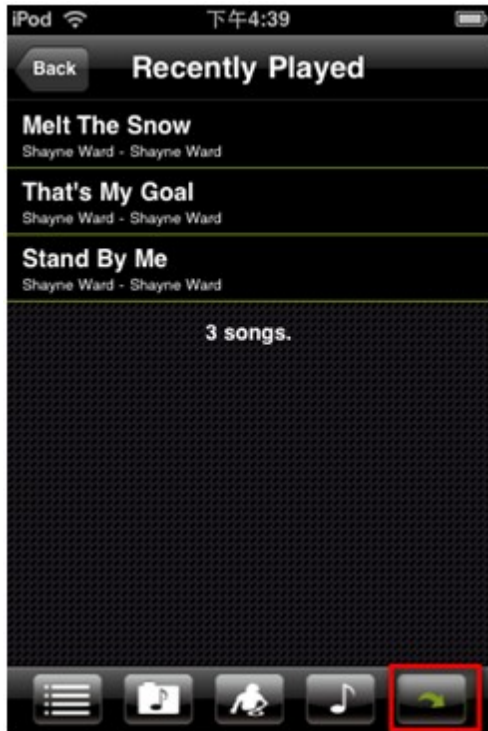 iPod 下午4:39
Back Recently Played
Melt The Snow
Shayne Ward - Shayne Ward
That's My Goal
Shayne Ward - Shayne Ward
Stand By Me
Shayne Ward - Shayne Ward
3 songs.